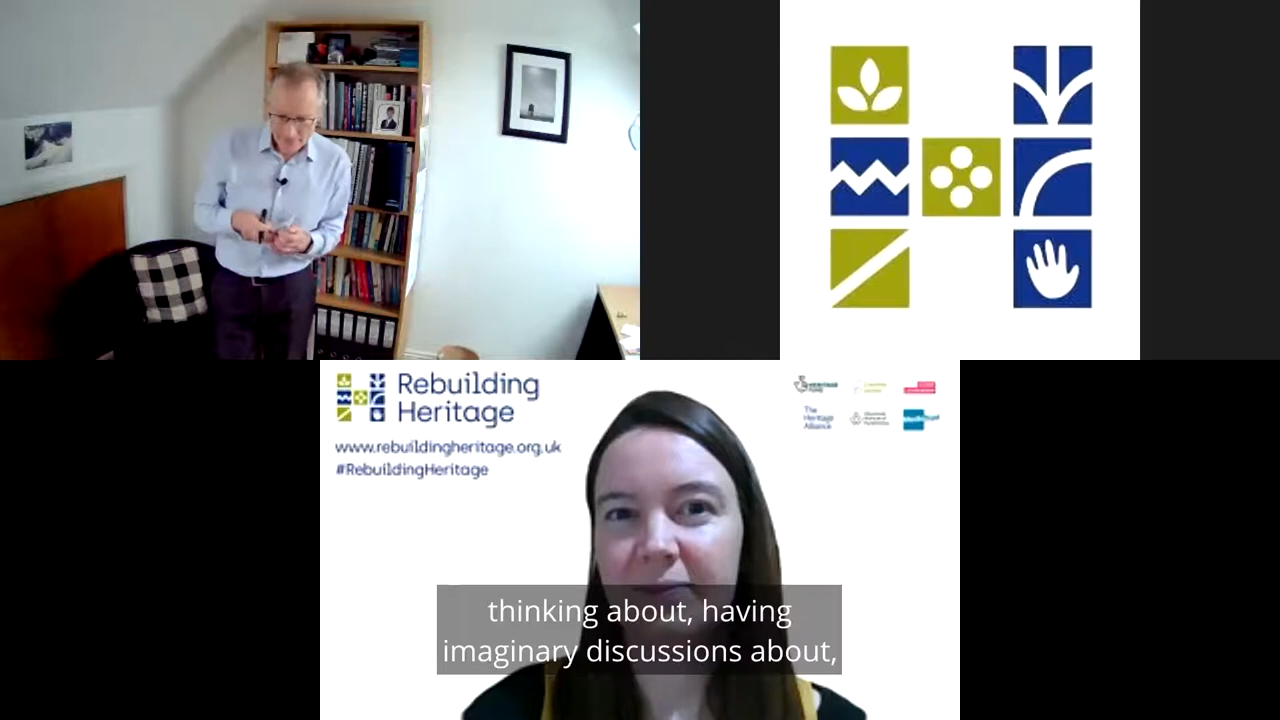 Rebuilding
Heritage
www.rebuildingheritage.org.uk
#RebuildingHeritage
The
Heritage
Alliance
thinking about, having
imaginary discussions about,